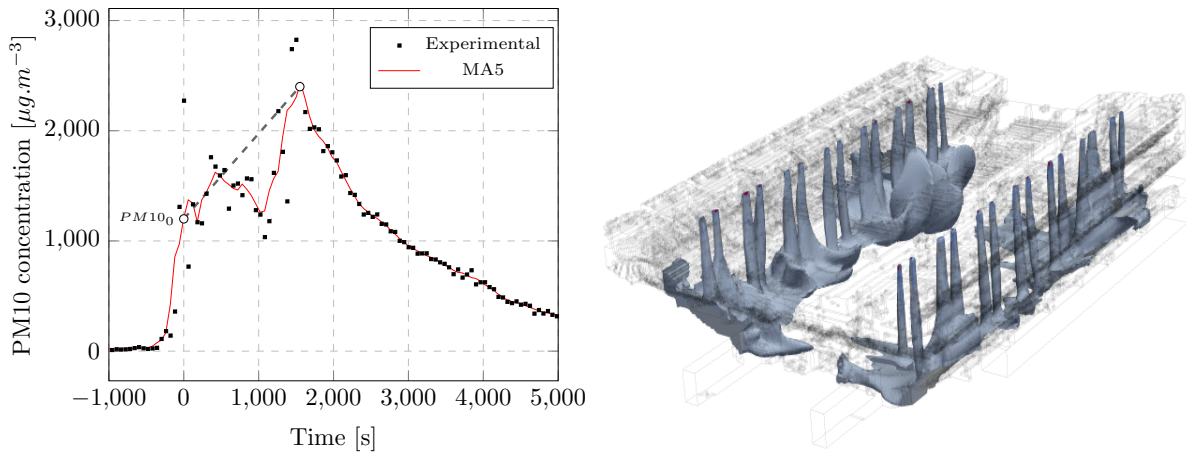 3,000
2,000
1,000
0
PM10 concentration [μg.m⁻³]
Experimental
MA5
PM10₀
−1,000 0 1,000 2,000 3,000 4,000 5,000
Time [s]